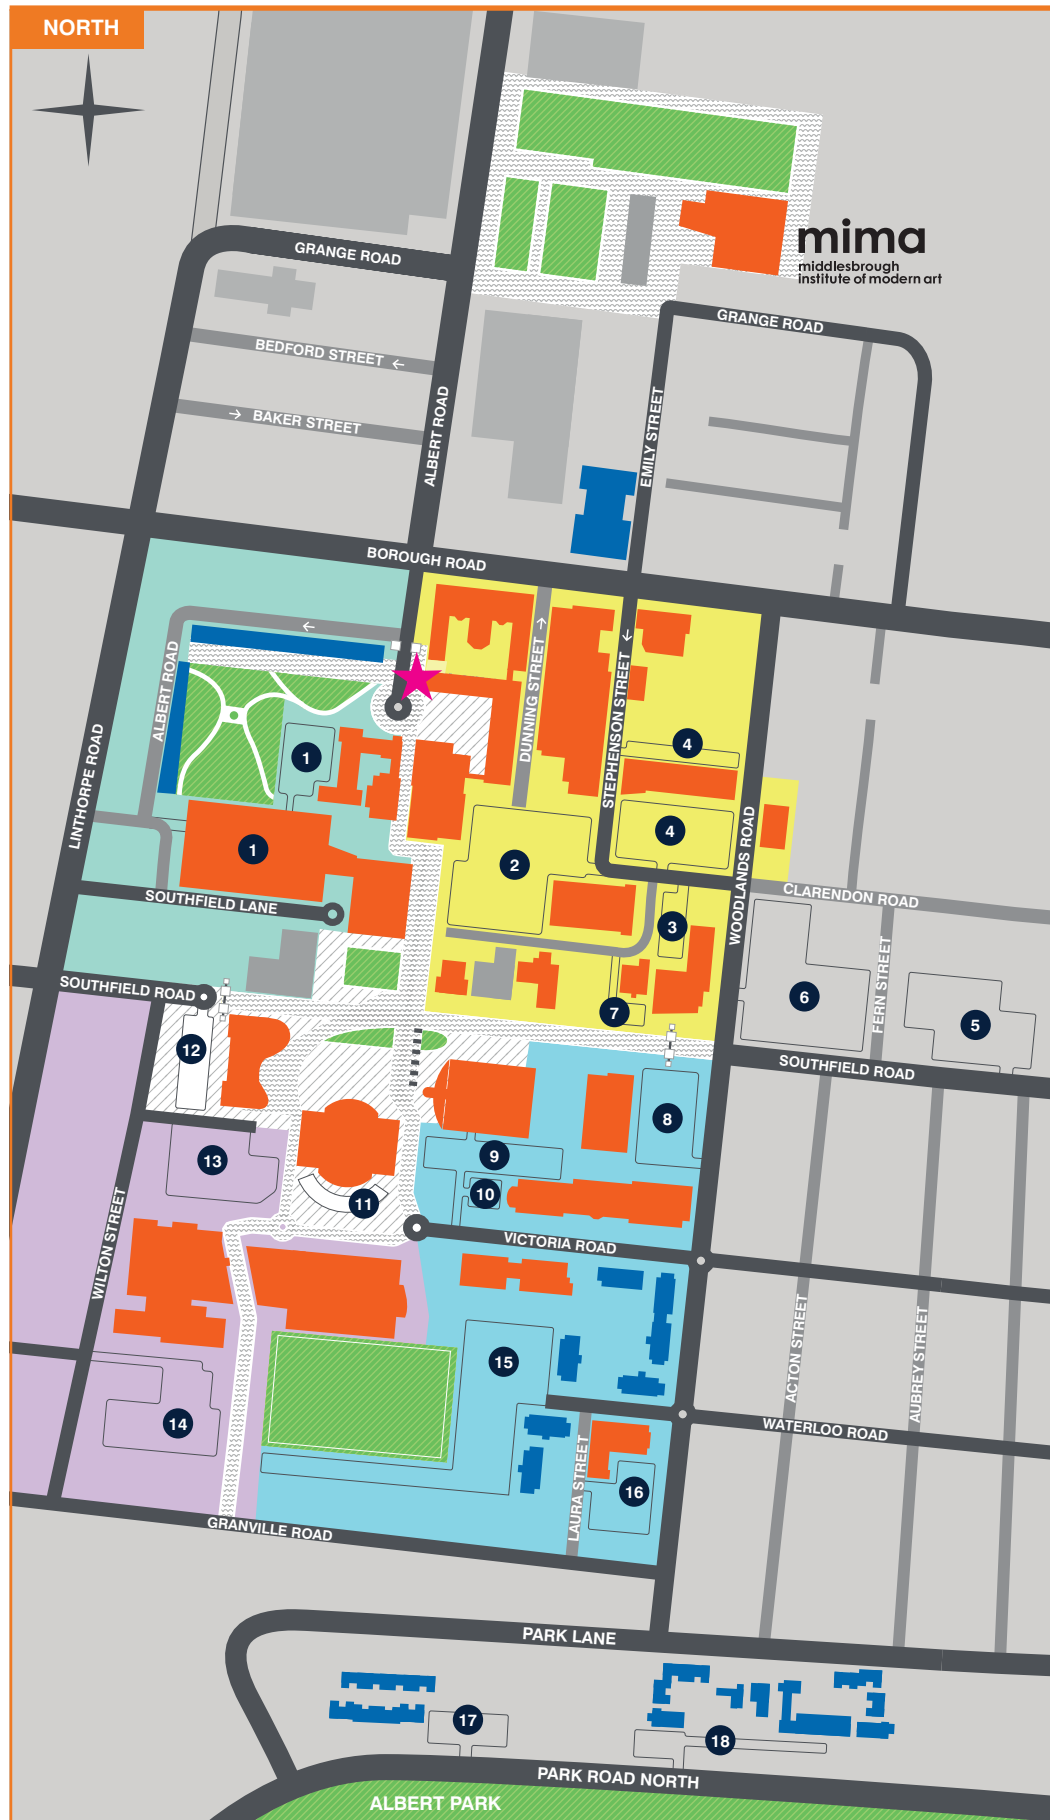 NORTH
mima
middlesbrough
institute of modern art
GRANGE ROAD
GRANGE ROAD
BEDFORD STREET
BAKER STREET
ALBERT ROAD
EMILY STREET
BOROUGH ROAD
DUNNING STREET
STEPHENSON STREET
ALBERT ROAD
LINTHORPE ROAD
4
1
4
1
2
WOODLANDS ROAD
CLARENDON ROAD
SOUTHFIELD LANE
3
FERN STREET
SOUTHFIELD ROAD
6
7
5
12
SOUTHFIELD ROAD
8
9
13
10
11
WILTON STREET
VICTORIA ROAD
ACTON STREET
AUBREY STREET
15
14
WATERLOO ROAD
LAURA STREET
16
GRANVILLE ROAD
PARK LANE
17
18
PARK ROAD NORTH
ALBERT PARK